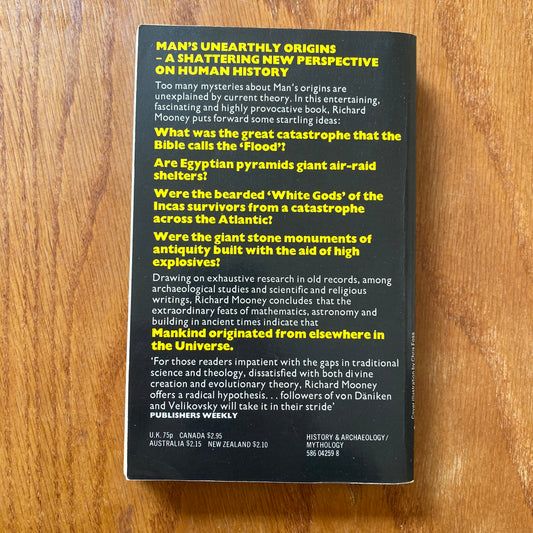 MAN'S UNEARTHLY ORIGINS
– A SHATTERING NEW PERSPECTIVE
ON HUMAN HISTORY
Too many mysteries about Man's origins are
unexplained by current theory. In this entertaining,
fascinating and highly provocative book, Richard
Mooney puts forward some startling ideas:
What was the great catastrophe that the
Bible calls the 'Flood'?
Are Egyptian pyramids giant air-raid
shelters?
Were the bearded 'White Gods' of the
Incas survivors from a catastrophe
across the Atlantic?
Were the giant stone monuments of
antiquity built with the aid of high
explosives?
Drawing on exhaustive research in old records, among
archaeological studies and scientific and religious
writings, Richard Mooney concludes that the
extraordinary feats of mathematics, astronomy and
building in ancient times indicate that
Mankind originated from elsewhere in
the Universe.
'For those readers impatient with the gaps in traditional
science and theology, dissatisfied with both divine
creation and evolutionary theory, Richard Mooney
offers a radical hypothesis... followers of von Däniken
and Velikovsky will take it in their stride'
PUBLISHERS WEEKLY
U.K. 75p CANADA $2.95
AUSTRALIA $2.15 NEW ZEALAND $2.10
HISTORY & ARCHAEOLOGY/
MYTHOLOGY
586 04259 8
Cover illustration by Chris Foss